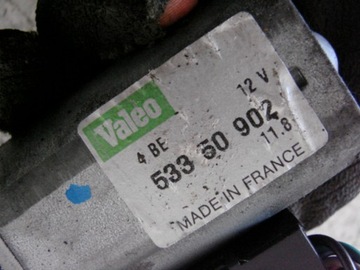 Valeo
4 BE 12 V
533 50 902
11.8
MADE IN FRANCE